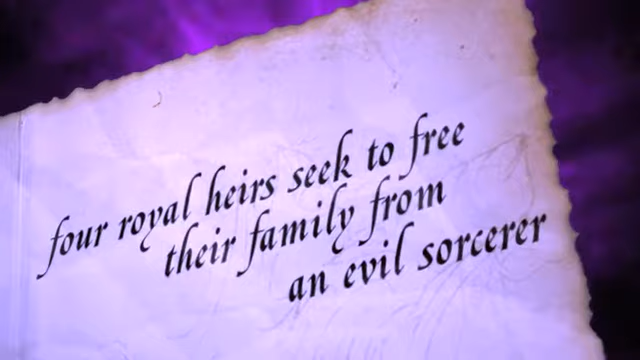 four royal heirs seek to free
their family from
an evil sorcerer